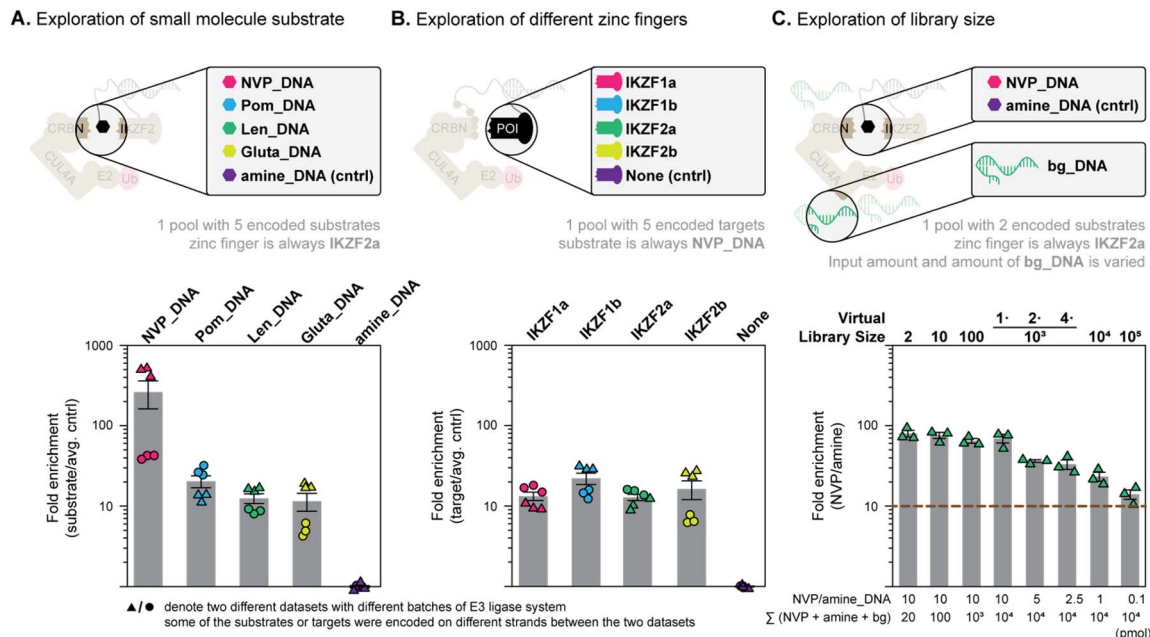 A. Exploration of small molecule substrate
NVP_DNA
Pom_DNA
Len_DNA
Gluta_DNA
amine_DNA (cntrl)
CRBN
IKZF2
CUL4A
E2
Ub
1 pool with 5 encoded substrates
zinc finger is always IKZF2a
NVP_DNA
Pom_DNA
Len_DNA
Gluta_DNA
amine_DNA
Fold enrichment
(substrate/avg. cntrl)
1000
100
10
B. Exploration of different zinc fingers
IKZF1a
IKZF1b
IKZF2a
IKZF2b
None (cntrl)
CRBN
POI
CUL4A
E2
Ub
1 pool with 5 encoded targets
substrate is always NVP_DNA
IKZF1a
IKZF1b
IKZF2a
IKZF2b
None
Fold enrichment
(target/avg. cntrl)
1000
100
10
C. Exploration of library size
NVP_DNA
amine_DNA (cntrl)
bg_DNA
CRBN
IKZF2
CUL4A
E2
Ub
1 pool with 2 encoded substrates
zinc finger is always IKZF2a
Input amount and amount of bg_DNA is varied
Virtual 1· 2· 4·
Library Size 2 10 100 10³ 10⁴ 10⁵
Fold enrichment
(NVP/amine)
1000
100
10
NVP/amine_DNA 10 10 10 10 5 2.5 1 0.1
∑ (NVP + amine + bg) 20 100 10³ 10⁴ 10⁴ 10⁴ 10⁴ 10⁴
(pmol)
▲/● denote two different datasets with different batches of E3 ligase system
some of the substrates or targets were encoded on different strands between the two datasets